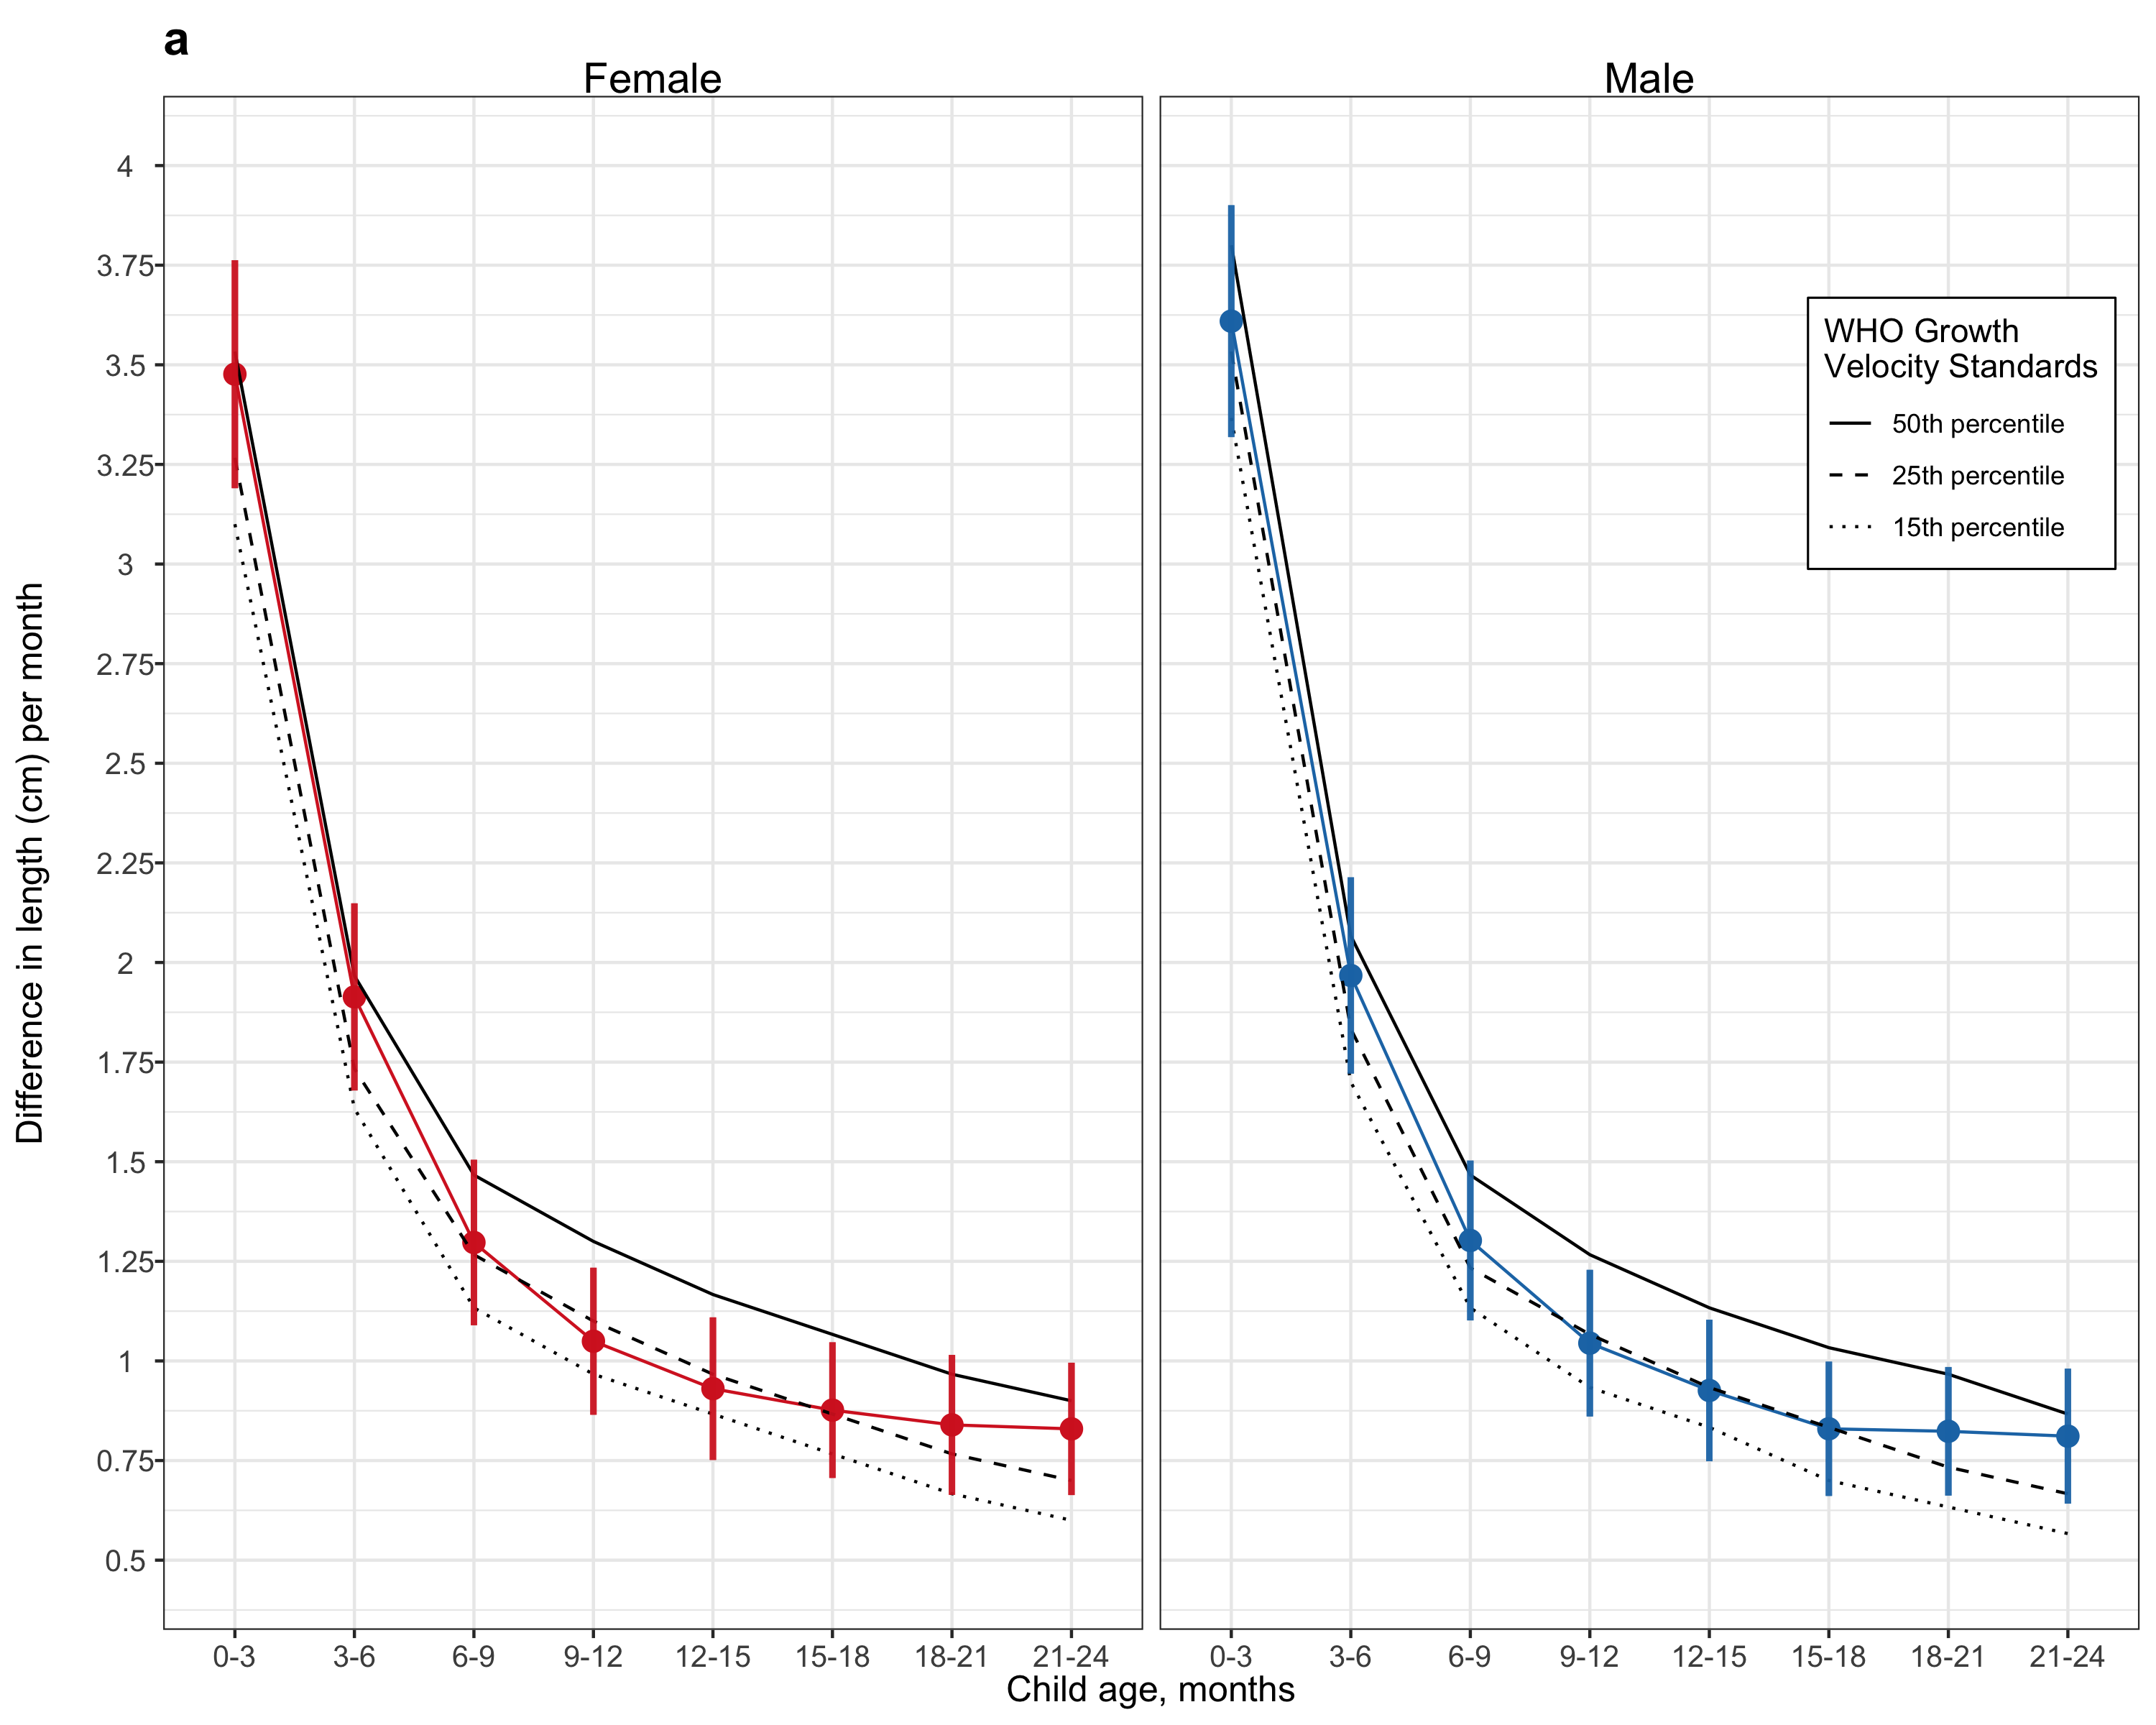 a
Female
Male
4
3.75
3.5
3.25
3
2.75
2.5
2.25
2
1.75
1.5
1.25
1
0.75
0.5
Difference in length (cm) per month
WHO Growth
Velocity Standards
50th percentile
25th percentile
15th percentile
0-3 3-6 6-9 9-12 12-15 15-18 18-21 21-24
0-3 3-6 6-9 9-12 12-15 15-18 18-21 21-24
Child age, months